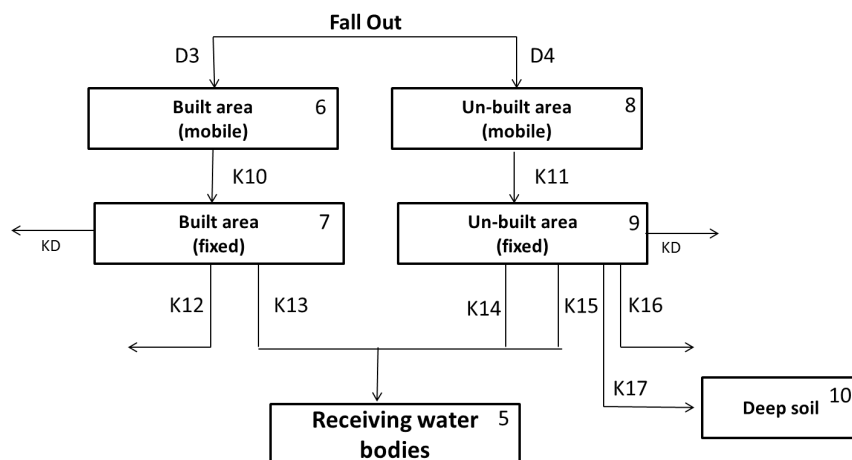 Fall Out
D3
D4
Built area
(mobile)
6
Un-built area
(mobile)
8
K10
K11
Built area
(fixed)
7
Un-built area
(fixed)
9
KD
KD
K12
K13
K14
K15
K16
K17
Receiving water
bodies
5
Deep soil
10